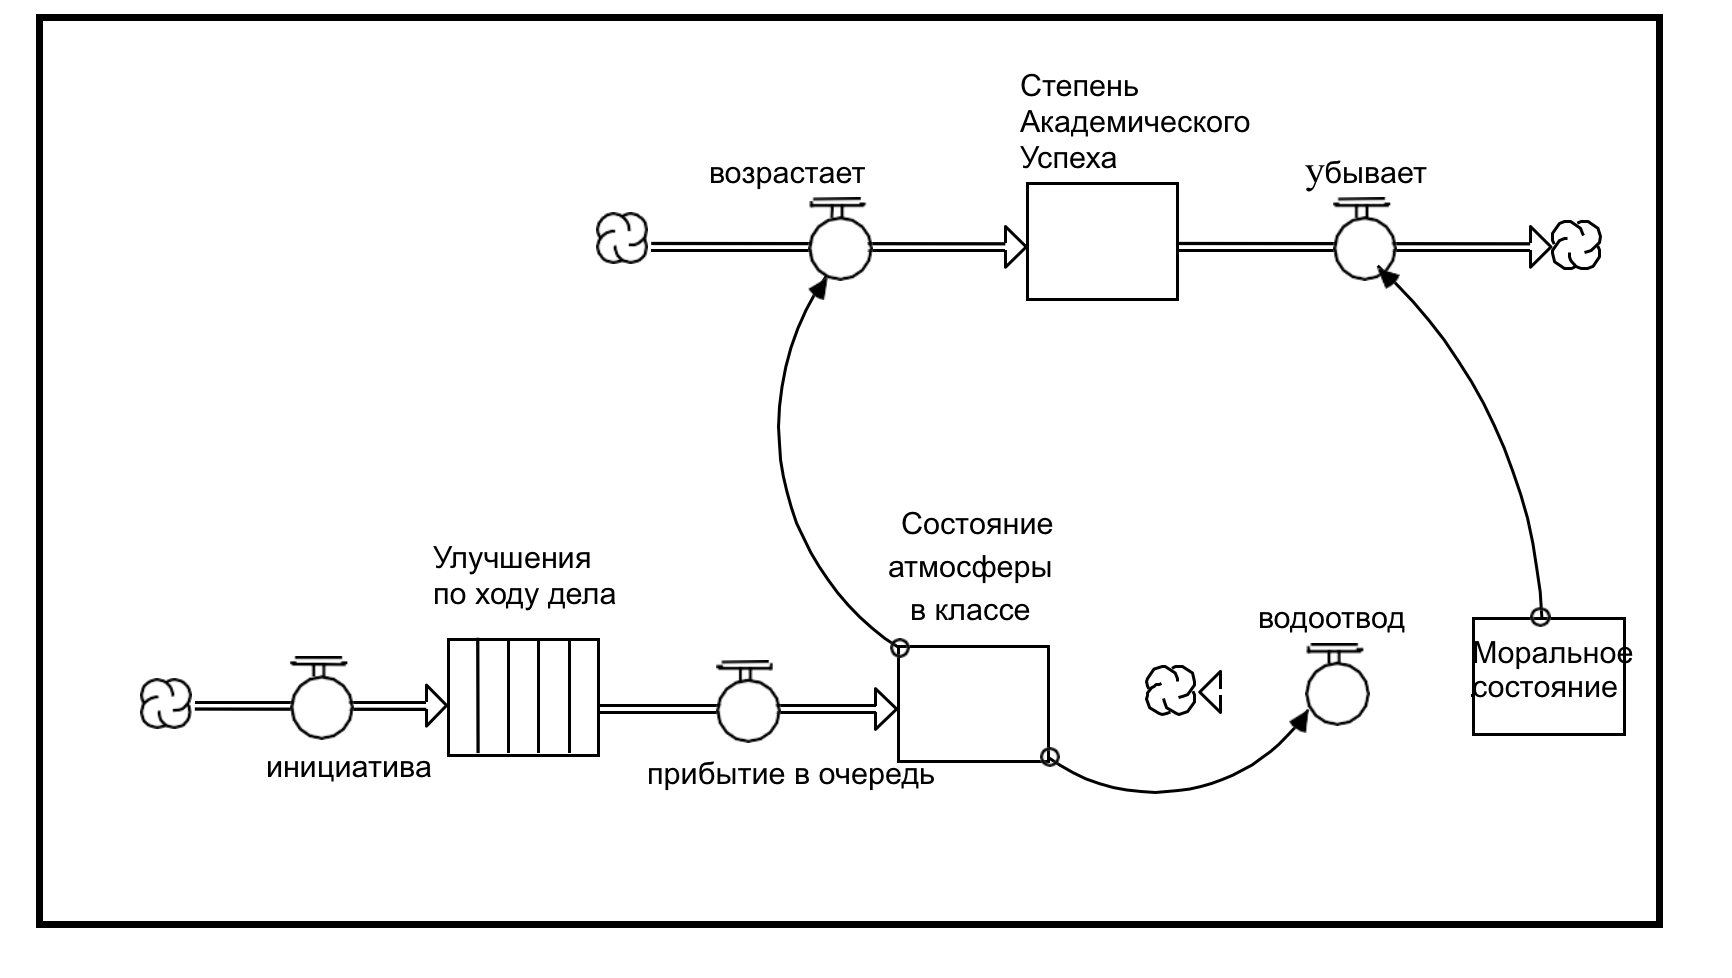 Степень
Академического
Успеха
возрастает
убывает
Состояние
атмосферы
в классе
Улучшения
по ходу дела
водоотвод
Моральное
состояние
инициатива
прибытие в очередь